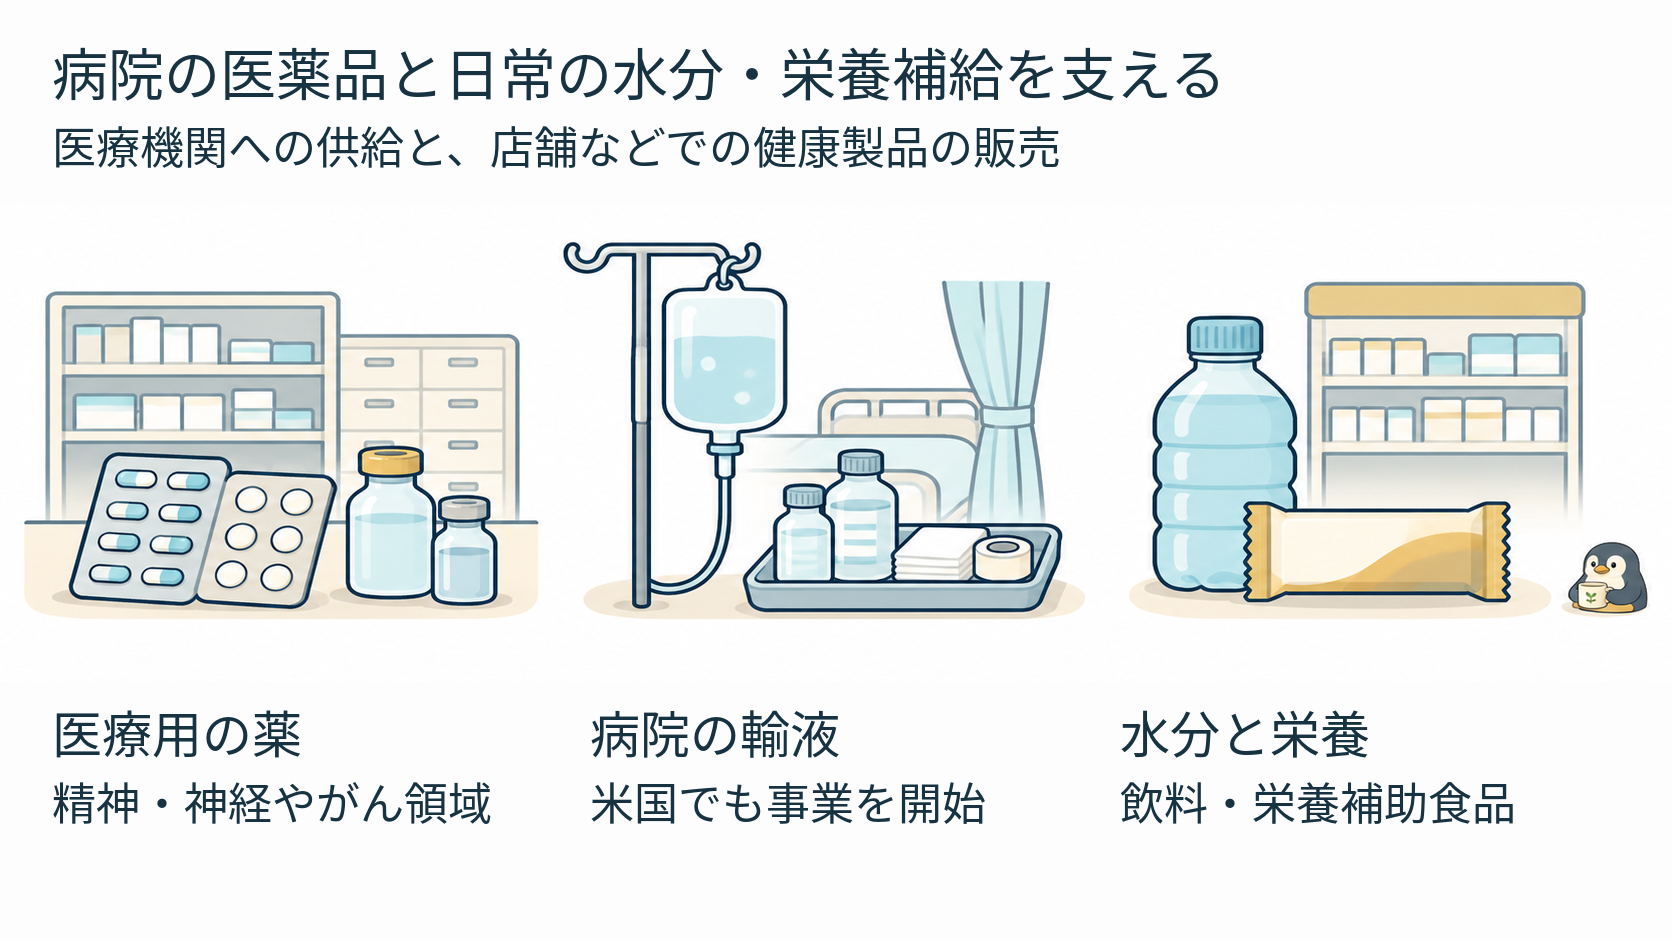 病院の医薬品と日常の水分・栄養補給を支える
医療機関への供給と、店舗などでの健康製品の販売
医療用の薬
精神・神経やがん領域
病院の輸液
米国でも事業を開始
水分と栄養
飲料・栄養補助食品